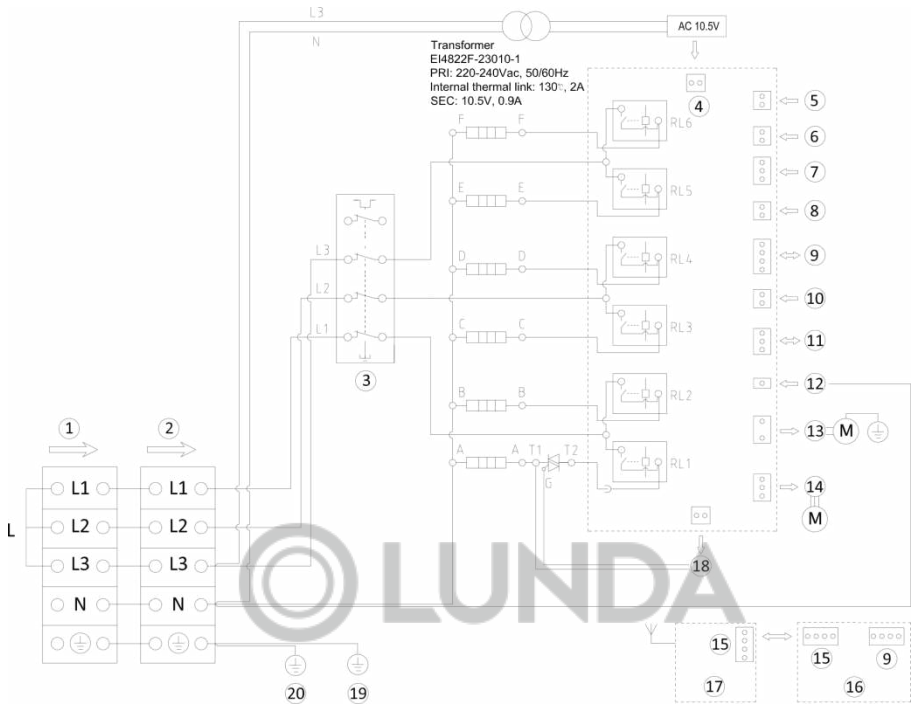 L3
N
AC 10.5V
Transformer
EI4822F-23010-1
PRI: 220-240Vac, 50/60Hz
Internal thermal link: 130℃, 2A
SEC: 10.5V, 0.9A
4
5
F F RL6
6
7
E E RL5
8
L3
D D RL4
9
L2
10
C C RL3
11
L1
3
12
B B RL2
13 M
1 2
A A T1 T2 RL1
G
14
M
L1 L1
L L2 L2
L3 L3
18
LUNDA
N N
15 15 9
20 19 17 16